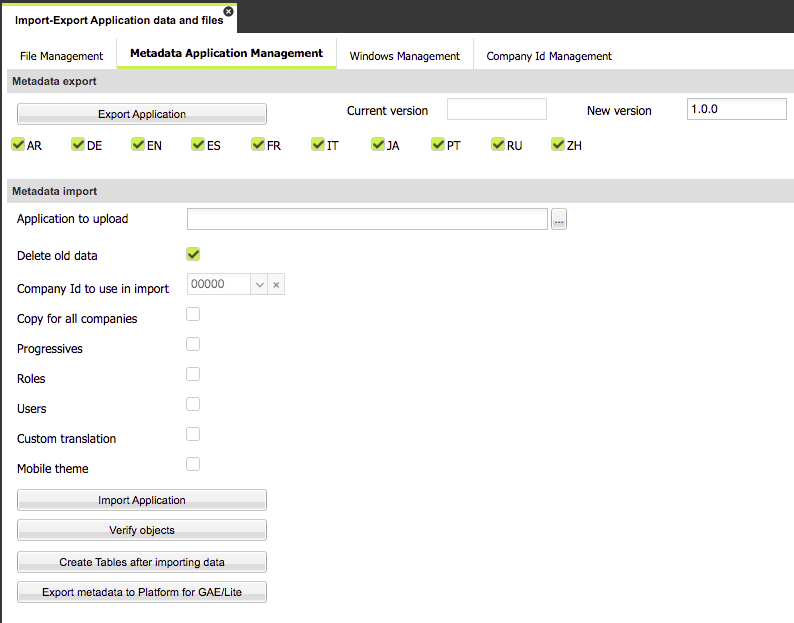 Import-Export Application data and files
File Management Metadata Application Management Windows Management Company Id Management
Metadata export
Export Application Current version New version 1.0.0
AR DE EN ES FR IT JA PT RU ZH
Metadata import
Application to upload ...
Delete old data
Company Id to use in import 00000
Copy for all companies
Progressives
Roles
Users
Custom translation
Mobile theme
Import Application
Verify objects
Create Tables after importing data
Export metadata to Platform for GAE/Lite